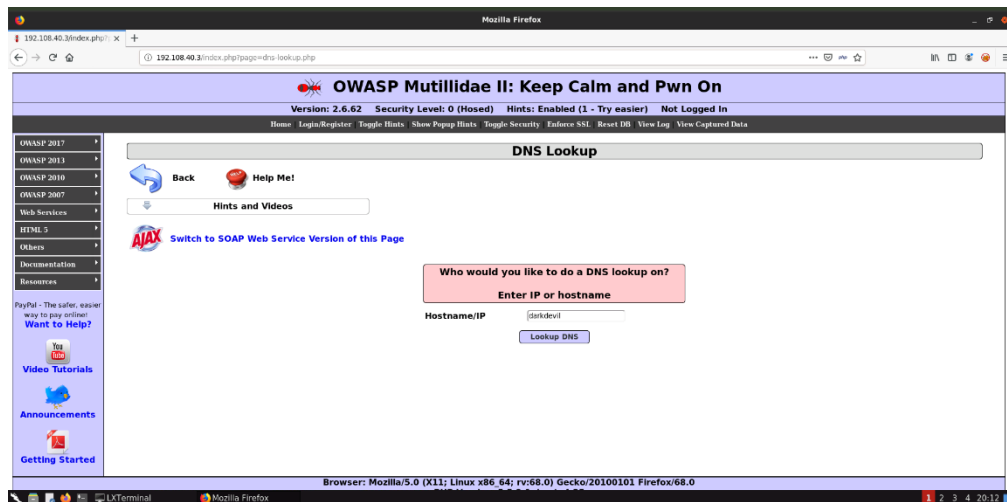 Mozilla Firefox
192.108.40.3/index.php?
192.108.40.3/index.php?page=dns-lookup.php
OWASP Mutillidae II: Keep Calm and Pwn On
Version: 2.6.62 Security Level: 0 (Hosed) Hints: Enabled (1 - Try easier) Not Logged In
Home Login/Register Toggle Hints Show Popup Hints Toggle Security Enforce SSL Reset DB View Log View Captured Data
OWASP 2017
OWASP 2013
OWASP 2010
OWASP 2007
Web Services
HTML 5
Others
Documentation
Resources
PayPal - The safer, easier
way to pay online!
Want to Help?
You
Tube
Video Tutorials
Announcements
Getting Started
DNS Lookup
Back
Help Me!
Hints and Videos
AJAX
Switch to SOAP Web Service Version of this Page
Who would you like to do a DNS lookup on?
Enter IP or hostname
Hostname/IP darkdevil
Lookup DNS
Browser: Mozilla/5.0 (X11; Linux x86_64; rv:68.0) Gecko/20100101 Firefox/68.0
LXTerminal
Mozilla Firefox
1 2 3 4 20:12